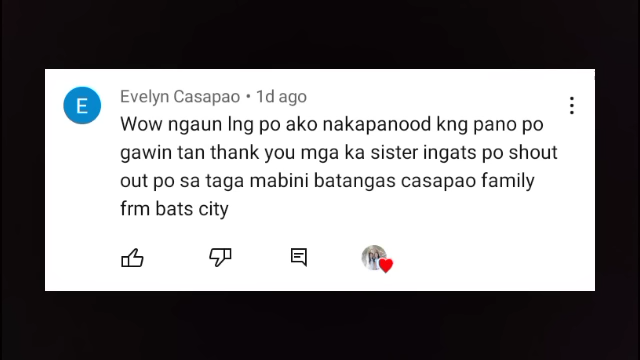 E
Evelyn Casapao • 1d ago
Wow ngaun lng po ako nakapanood kng pano po
gawin tan thank you mga ka sister ingats po shout
out po sa taga mabini batangas casapao family
frm bats city